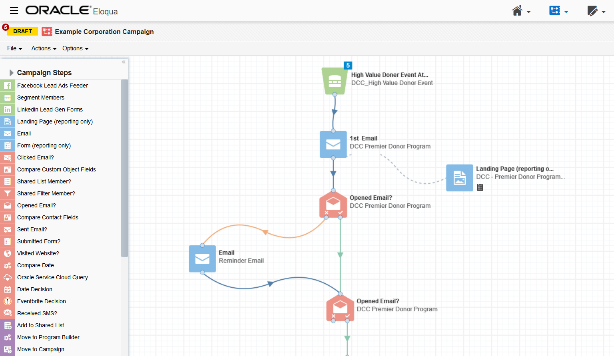 ORACLE Eloqua
6
DRAFT
Example Corporation Campaign
File
Actions
Options
Campaign Steps
Facebook Lead Ads Feeder
Segment Members
LinkedIn Lead Gen Forms
Landing Page (reporting only)
Email
Form (reporting only)
Clicked Email?
Compare Custom Object Fields
Shared List Member?
Shared Filter Member?
Opened Email?
Compare Contact Fields
Sent Email?
Submitted Form?
Visited Website?
Compare Date
Oracle Service Cloud Query
Date Decision
Eventbrite Decision
Received SMS?
Add to Shared List
Move to Program Builder
Move to Campaign
5
High Value Donor Event At...
DCC_High Value Donor Event
1st Email
DCC Premier Donor Program
Landing Page (reporting o...
DCC - Premier Donor Program...
Opened Email?
DCC Premier Donor Program
Email
Reminder Email
Opened Email?
DCC Premier Donor Program